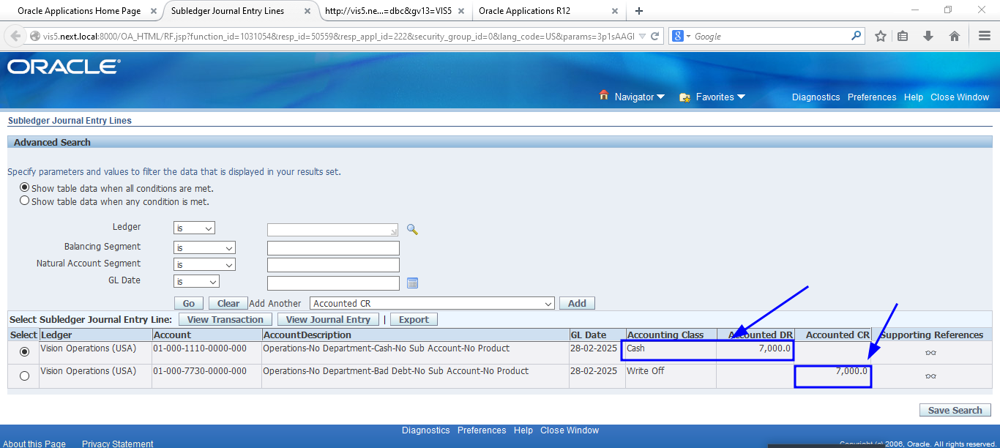 Oracle Applications Home Page
Subledger Journal Entry Lines
http://vis5.ne...=dbc&gv13=VIS5
Oracle Applications R12
vis5.next.local:8000/OA_HTML/RF.jsp?function_id=1031054&resp_id=50559&resp_appl_id=222&security_group_id=0&lang_code=US&params=3p1sAAGI
8 Google
ORACLE
Navigator Favorites Diagnostics Preferences Help Close Window
Subledger Journal Entry Lines
Advanced Search
Specify parameters and values to filter the data that is displayed in your results set.
Show table data when all conditions are met.
Show table data when any condition is met.
Ledger is
Balancing Segment is
Natural Account Segment is
GL Date is
Go Clear Add Another Accounted CR Add
Select Subledger Journal Entry Line: View Transaction View Journal Entry | Export
Select Ledger Account AccountDescription GL Date Accounting Class Accounted DR Accounted CR Supporting References
Vision Operations (USA) 01-000-1110-0000-000 Operations-No Department-Cash-No Sub Account-No Product 28-02-2025 Cash 7,000.0
Vision Operations (USA) 01-000-7730-0000-000 Operations-No Department-Bad Debt-No Sub Account-No Product 28-02-2025 Write Off 7,000.0
Save Search
Diagnostics Preferences Help Close Window
About this Page Privacy Statement Copyright (c) 2006, Oracle. All rights reserved.